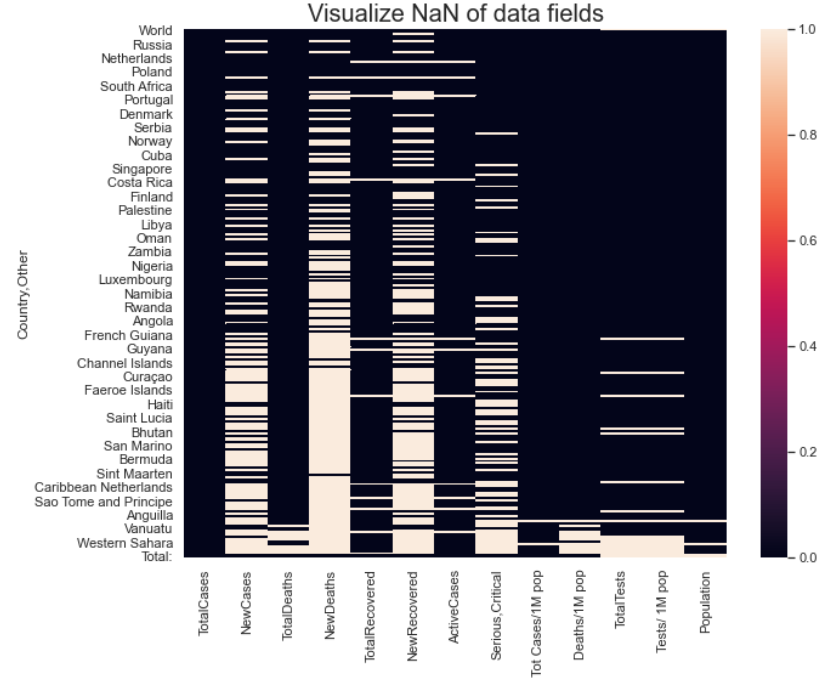 Visualize NaN of data fields
World
Russia
Netherlands
Poland
South Africa
Portugal
Denmark
Serbia
Norway
Cuba
Singapore
Costa Rica
Finland
Palestine
Libya
Oman
Zambia
Nigeria
Luxembourg
Namibia
Rwanda
Angola
French Guiana
Guyana
Channel Islands
Curaçao
Faeroe Islands
Haiti
Saint Lucia
Bhutan
San Marino
Bermuda
Sint Maarten
Caribbean Netherlands
Sao Tome and Principe
Anguilla
Vanuatu
Western Sahara
Total:
Country,Other
TotalCases
NewCases
TotalDeaths
NewDeaths
TotalRecovered
NewRecovered
ActiveCases
Serious,Critical
Tot Cases/1M pop
Deaths/1M pop
TotalTests
Tests/ 1M pop
Population
1.0
0.8
0.6
0.4
0.2
0.0